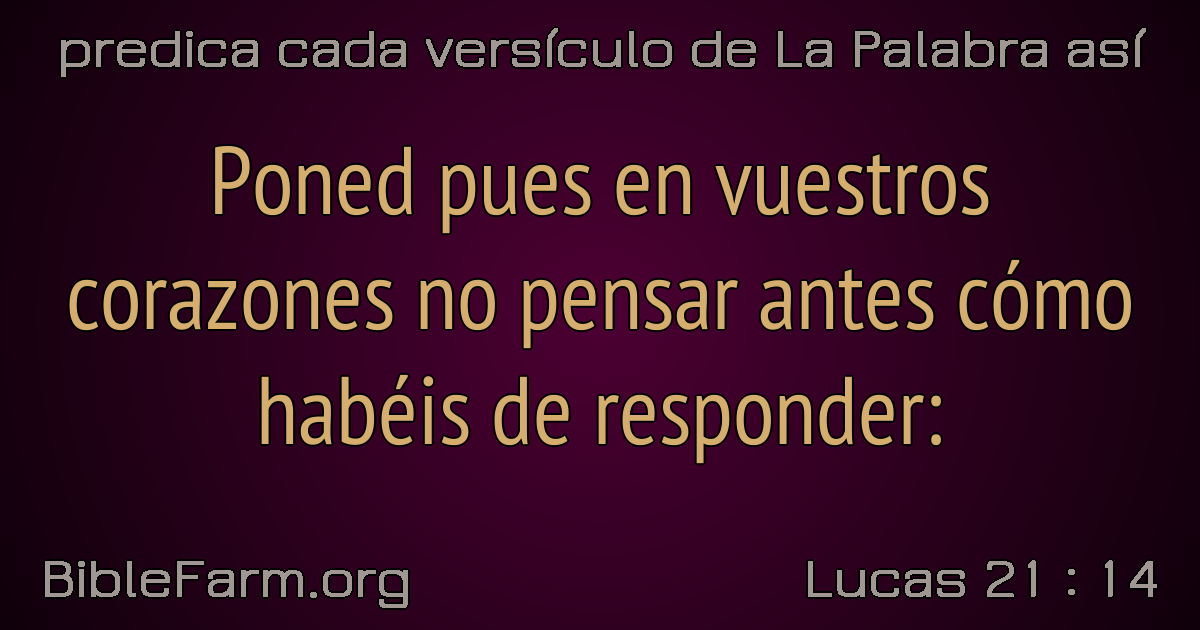 predica cada versículo de La Palabra así
Poned pues en vuestros
corazones no pensar antes cómo
habéis de responder:
BibleFarm.org
Lucas 21 : 14